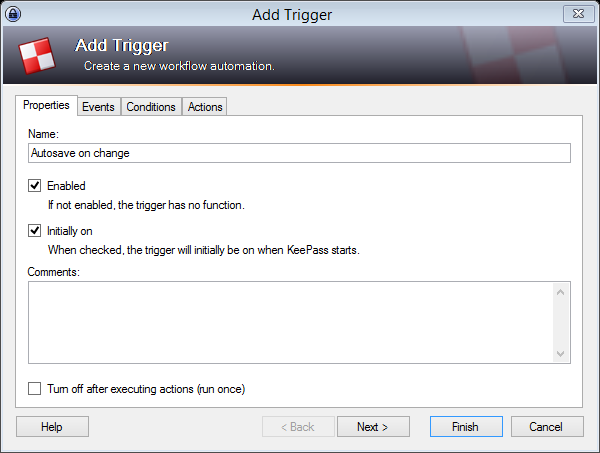 Add Trigger
Add Trigger
Create a new workflow automation.
Properties Events Conditions Actions
Name:
Autosave on change
Enabled
If not enabled, the trigger has no function.
Initially on
When checked, the trigger will initially be on when KeePass starts.
Comments:
Turn off after executing actions (run once)
Help < Back Next > Finish Cancel